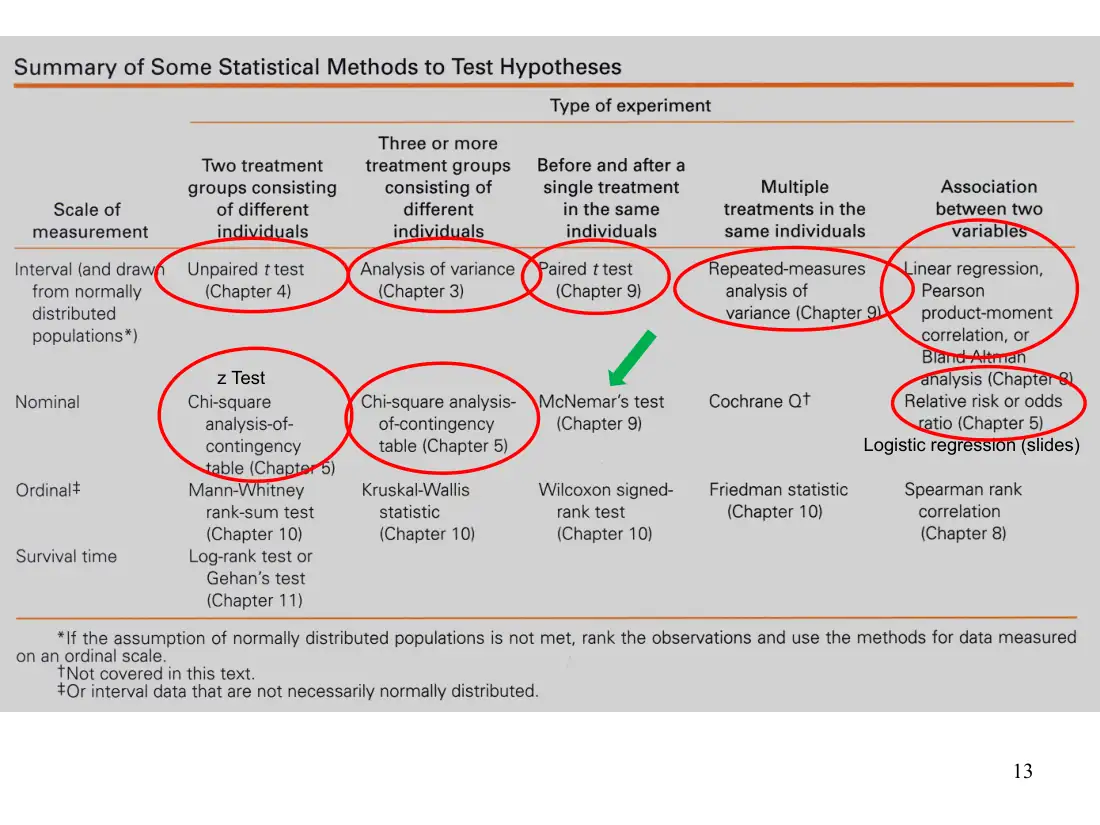 Summary of Some Statistical Methods to Test Hypotheses
Type of experiment
Scale of
measurement
Two treatment
groups consisting
of different
individuals
Three or more
treatment groups
consisting of
different
individuals
Before and after a
single treatment
in the same
individuals
Multiple
treatments in the
same individuals
Association
between two
variables
Interval (and drawn
from normally
distributed
populations*)
Unpaired t test
(Chapter 4)
Analysis of variance
(Chapter 3)
Paired t test
(Chapter 9)
Repeated-measures
analysis of
variance (Chapter 9)
Linear regression,
Pearson
product-moment
correlation, or
Bland-Altman
analysis (Chapter 8)
Nominal
z Test
Chi-square
analysis-of-
contingency
table (Chapter 5)
Chi-square analysis-
of-contingency
table (Chapter 5)
McNemar's test
(Chapter 9)
Cochrane Q†
Relative risk or odds
ratio (Chapter 5)
Logistic regression (slides)
Ordinal‡
Mann-Whitney
rank-sum test
(Chapter 10)
Kruskal-Wallis
statistic
(Chapter 10)
Wilcoxon signed-
rank test
(Chapter 10)
Friedman statistic
(Chapter 10)
Spearman rank
correlation
(Chapter 8)
Survival time
Log-rank test or
Gehan's test
(Chapter 11)
*If the assumption of normally distributed populations is not met, rank the observations and use the methods for data measured
on an ordinal scale.
†Not covered in this text.
‡Or interval data that are not necessarily normally distributed.
13